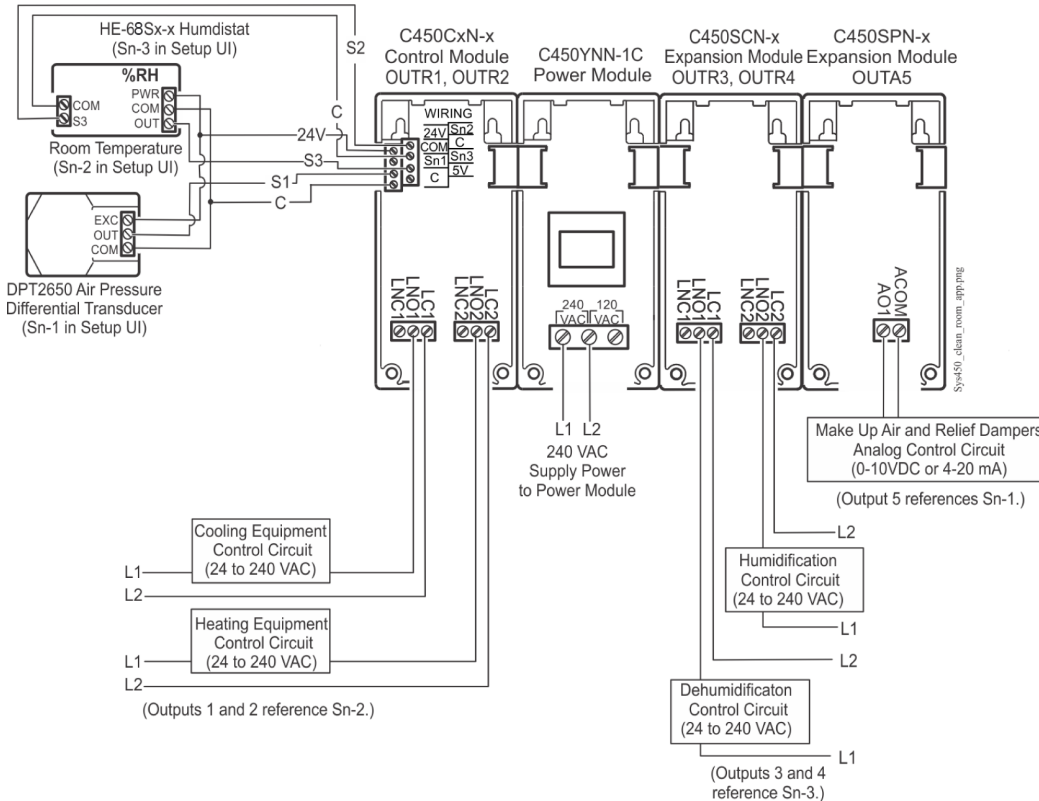 HE-68Sx-x Humdistat
(Sn-3 in Setup UI)
%RH
PWR
COM
OUT
COM
S3
Room Temperature
(Sn-2 in Setup UI)
EXC
OUT
COM
DPT2650 Air Pressure
Differential Transducer
(Sn-1 in Setup UI)
S2
C
24V
S3
S1
C
C450CxN-x
Control Module
OUTR1, OUTR2
WIRING
24V Sn2
COM C
Sn1 Sn3
C 5V
LNC1
LNO1
LC1
LNC2
LNO2
LC2
C450YNN-1C
Power Module
240
VAC
120
VAC
L1 L2
240 VAC
Supply Power
to Power Module
C450SCN-x
Expansion Module
OUTR3, OUTR4
LNC1
LNO1
LC1
LNC2
LNO2
LC2
C450SPN-x
Expansion Module
OUTA5
AO1
ACOM
Sys450_clean_room_app.png
Make Up Air and Relief Dampers
Analog Control Circuit
(0-10VDC or 4-20 mA)
(Output 5 references Sn-1.)
Cooling Equipment
Control Circuit
(24 to 240 VAC)
L1
L2
Heating Equipment
Control Circuit
(24 to 240 VAC)
L1
L2
(Outputs 1 and 2 reference Sn-2.)
L2
Humidification
Control Circuit
(24 to 240 VAC)
L1
L2
Dehumidificaton
Control Circuit
(24 to 240 VAC)
L1
(Outputs 3 and 4
reference Sn-3.)